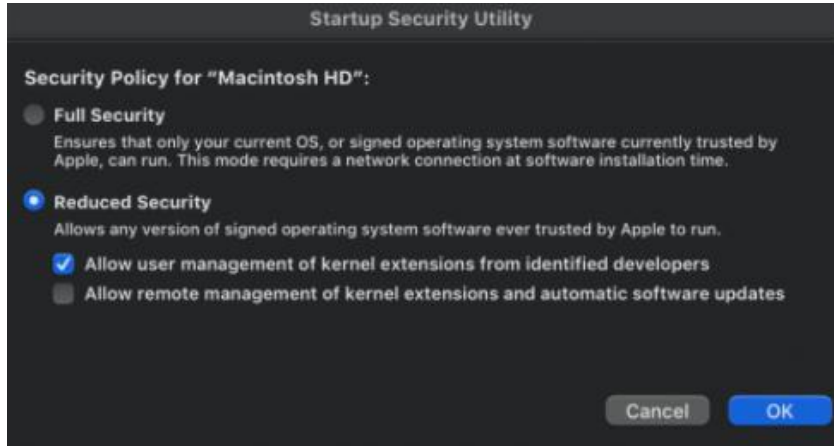 Startup Security Utility
Security Policy for "Macintosh HD":
Full Security
Ensures that only your current OS, or signed operating system software currently trusted by
Apple, can run. This mode requires a network connection at software installation time.
Reduced Security
Allows any version of signed operating system software ever trusted by Apple to run.
Allow user management of kernel extensions from identified developers
Allow remote management of kernel extensions and automatic software updates
Cancel
OK